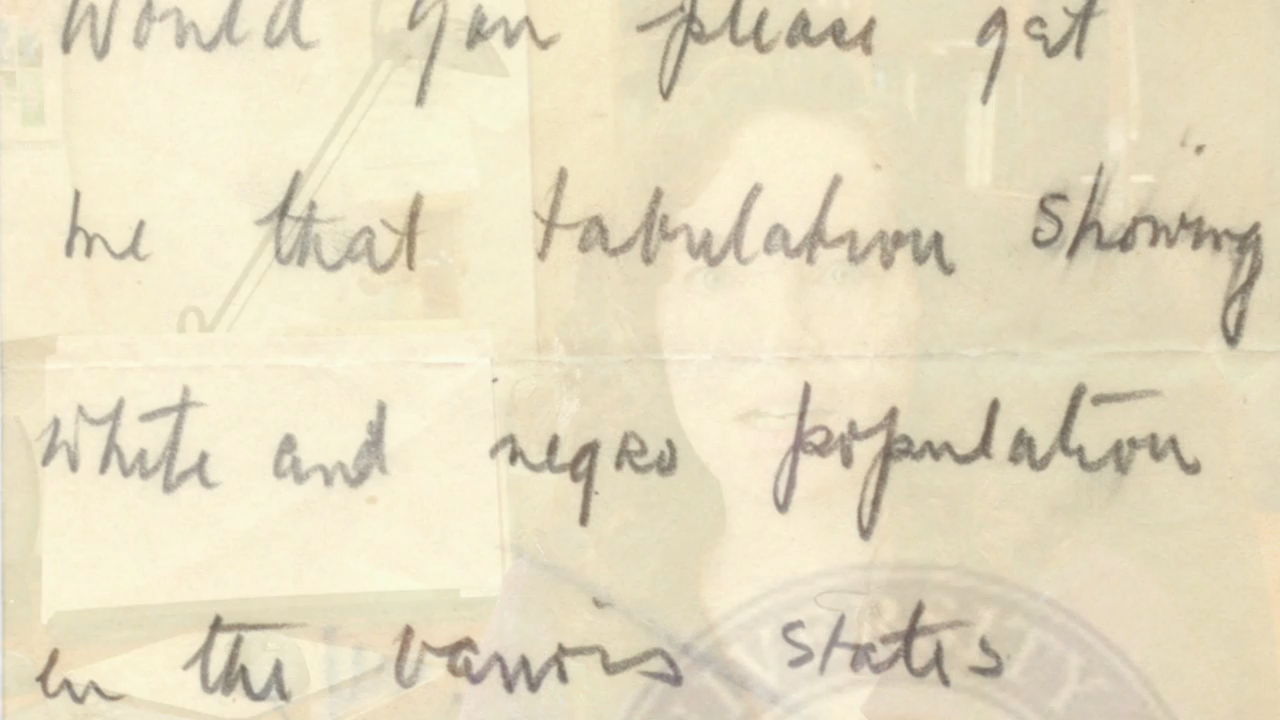 Would you please get
me that tabulation showing
white and negro population
in the various states